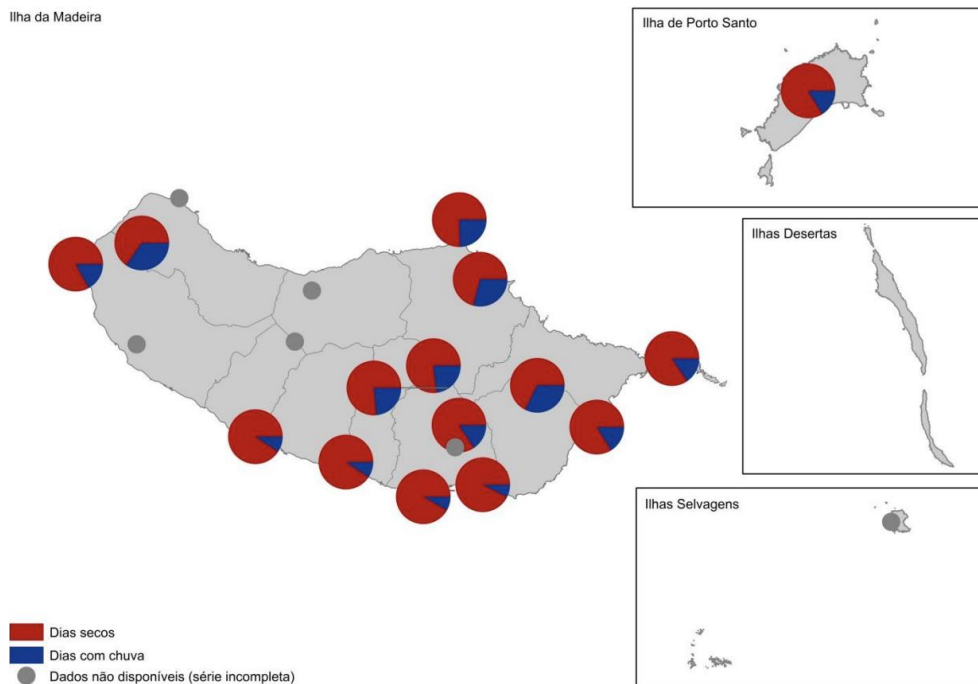 Ilha da Madeira
Ilha de Porto Santo
Ilhas Desertas
Ilhas Selvagens
Dias secos
Dias com chuva
Dados não disponíveis (série incompleta)